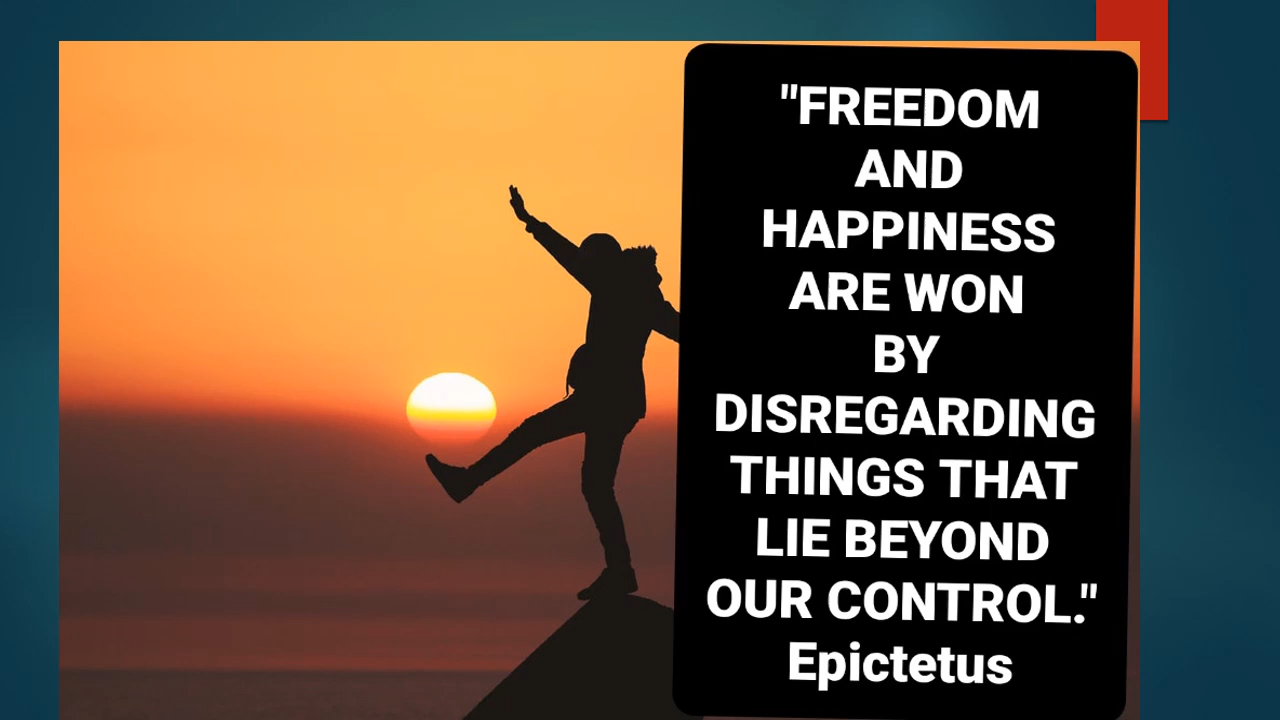 "FREEDOM
AND
HAPPINESS
ARE WON
BY
DISREGARDING
THINGS THAT
LIE BEYOND
OUR CONTROL."
Epictetus